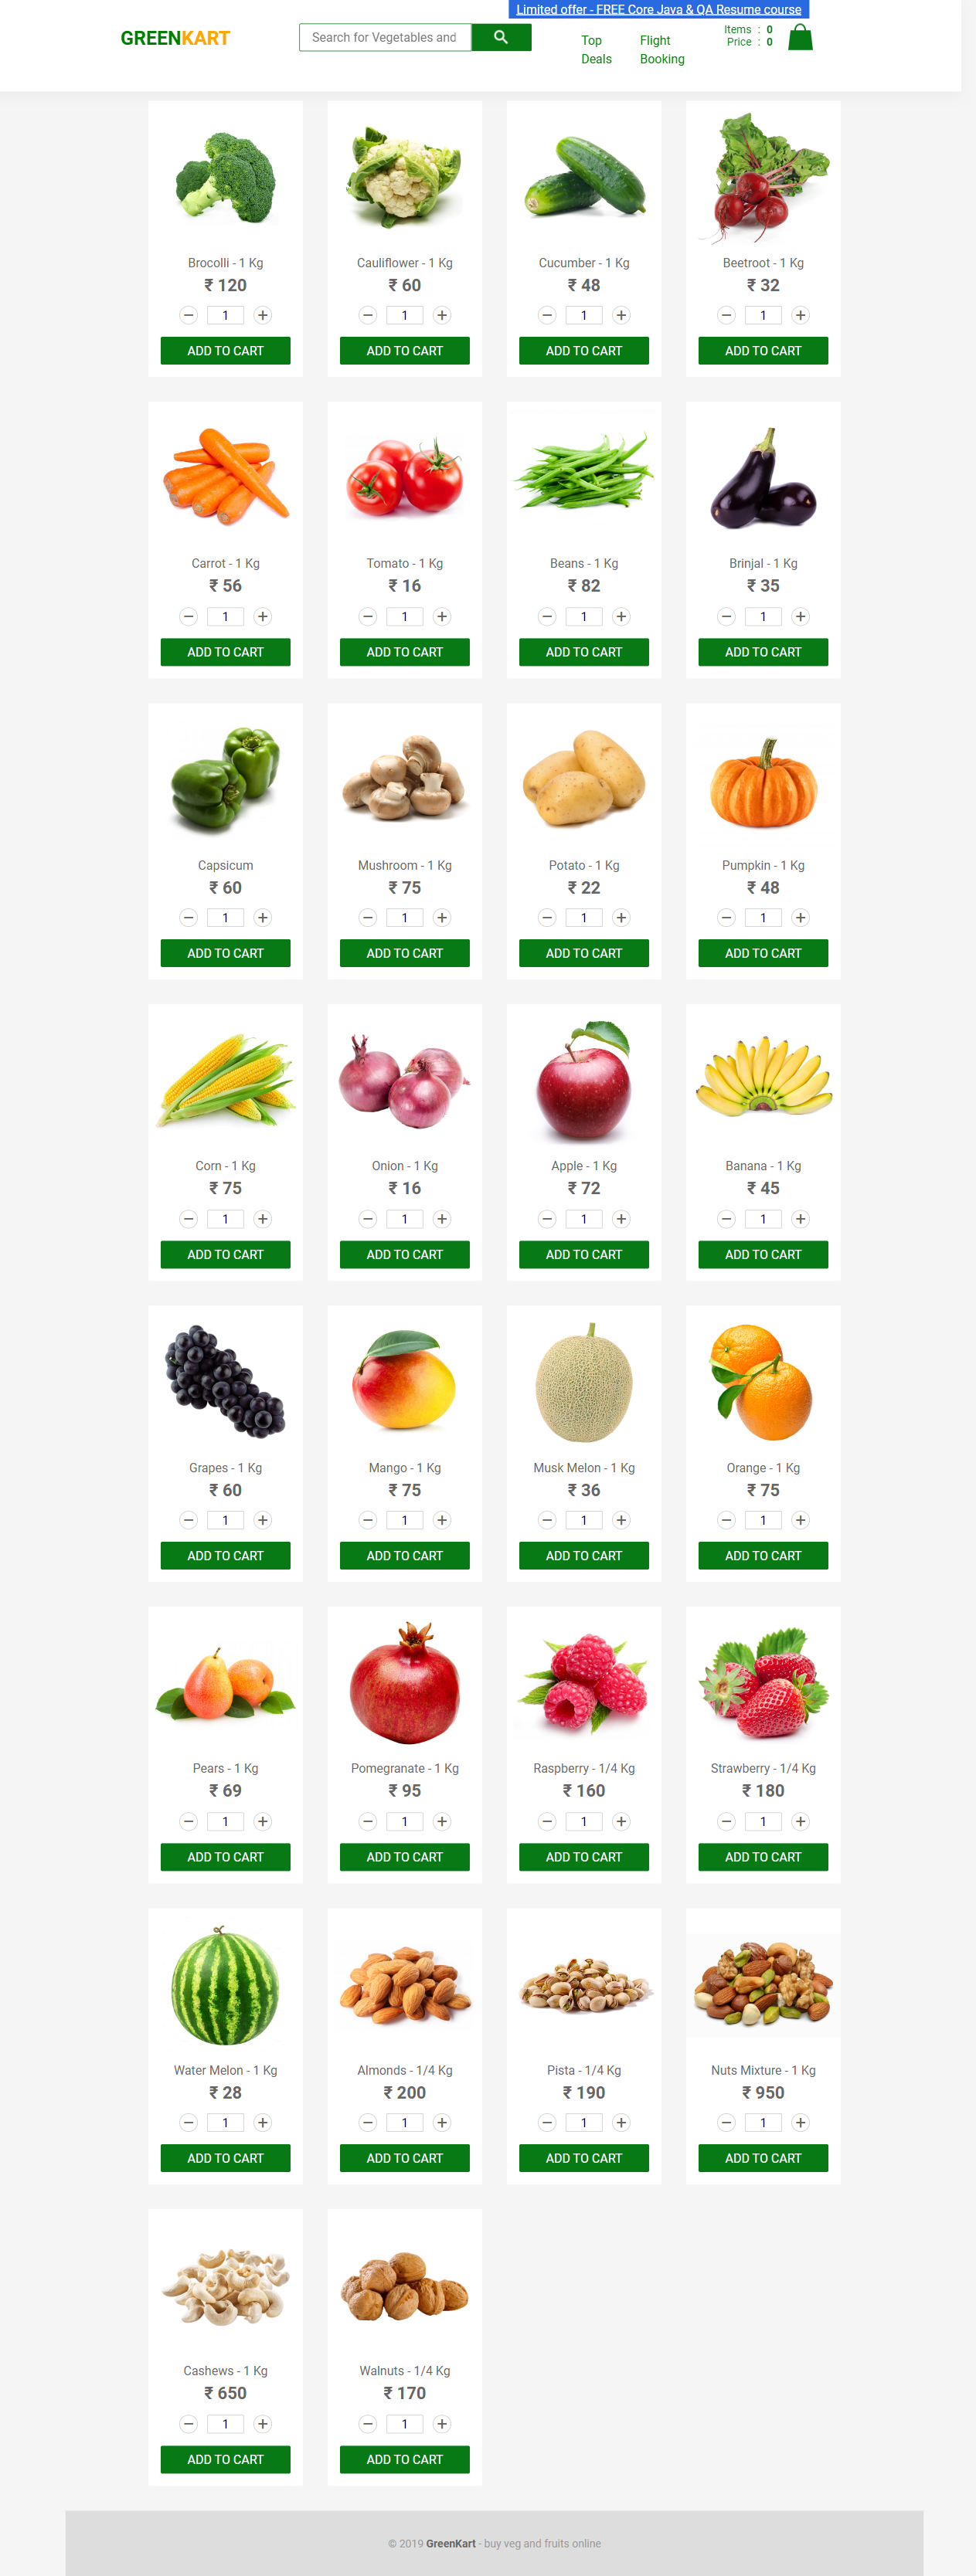 Limited offer - FREE Core Java & QA Resume course
GREENKART
Search for Vegetables and
Top Deals
Flight Booking
Items : 0
Price : 0
Brocolli - 1 Kg
₹ 120
1
ADD TO CART
Cauliflower - 1 Kg
₹ 60
1
ADD TO CART
Cucumber - 1 Kg
₹ 48
1
ADD TO CART
Beetroot - 1 Kg
₹ 32
1
ADD TO CART
Carrot - 1 Kg
₹ 56
1
ADD TO CART
Tomato - 1 Kg
₹ 16
1
ADD TO CART
Beans - 1 Kg
₹ 82
1
ADD TO CART
Brinjal - 1 Kg
₹ 35
1
ADD TO CART
Capsicum
₹ 60
1
ADD TO CART
Mushroom - 1 Kg
₹ 75
1
ADD TO CART
Potato - 1 Kg
₹ 22
1
ADD TO CART
Pumpkin - 1 Kg
₹ 48
1
ADD TO CART
Corn - 1 Kg
₹ 75
1
ADD TO CART
Onion - 1 Kg
₹ 16
1
ADD TO CART
Apple - 1 Kg
₹ 72
1
ADD TO CART
Banana - 1 Kg
₹ 45
1
ADD TO CART
Grapes - 1 Kg
₹ 60
1
ADD TO CART
Mango - 1 Kg
₹ 75
1
ADD TO CART
Musk Melon - 1 Kg
₹ 36
1
ADD TO CART
Orange - 1 Kg
₹ 75
1
ADD TO CART
Pears - 1 Kg
₹ 69
1
ADD TO CART
Pomegranate - 1 Kg
₹ 95
1
ADD TO CART
Raspberry - 1/4 Kg
₹ 160
1
ADD TO CART
Strawberry - 1/4 Kg
₹ 180
1
ADD TO CART
Water Melon - 1 Kg
₹ 28
1
ADD TO CART
Almonds - 1/4 Kg
₹ 200
1
ADD TO CART
Pista - 1/4 Kg
₹ 190
1
ADD TO CART
Nuts Mixture - 1 Kg
₹ 950
1
ADD TO CART
Cashews - 1 Kg
₹ 650
1
ADD TO CART
Walnuts - 1/4 Kg
₹ 170
1
ADD TO CART
© 2019 GreenKart - buy veg and fruits online